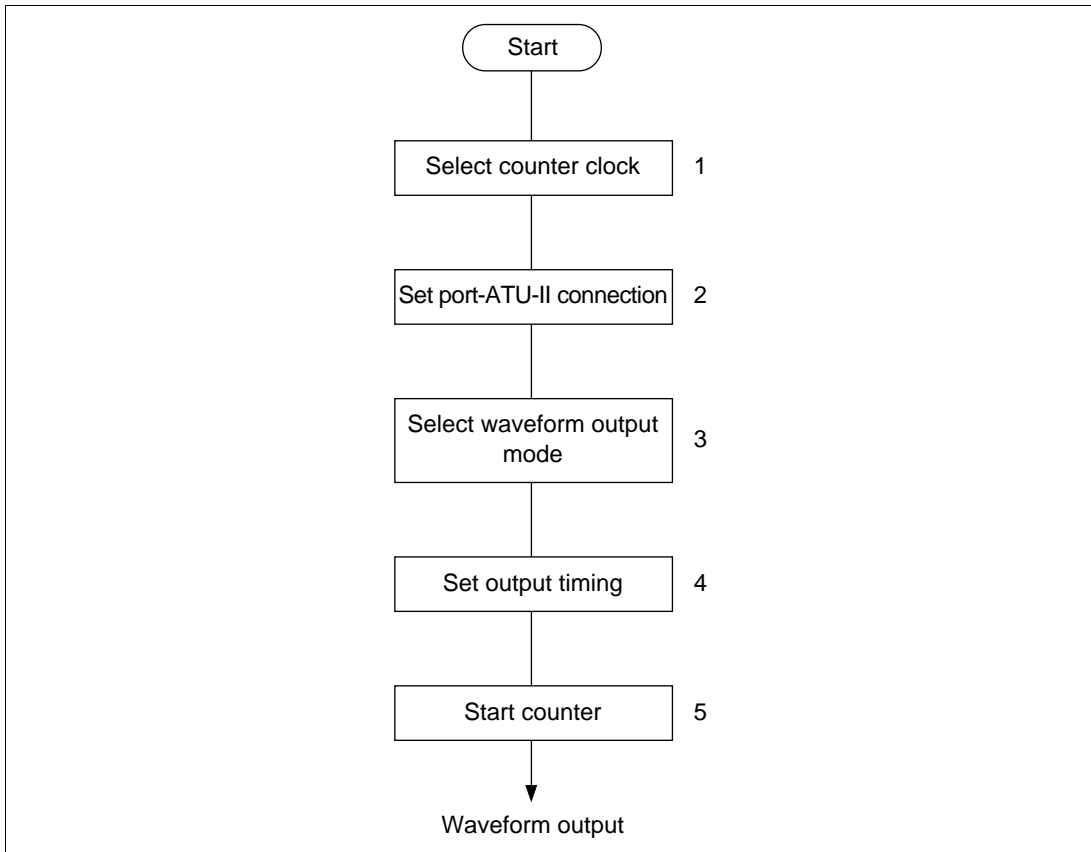 Start
Select counter clock 1
Set port-ATU-II connection 2
Select waveform output
mode
3
Set output timing 4
Start counter 5
Waveform output